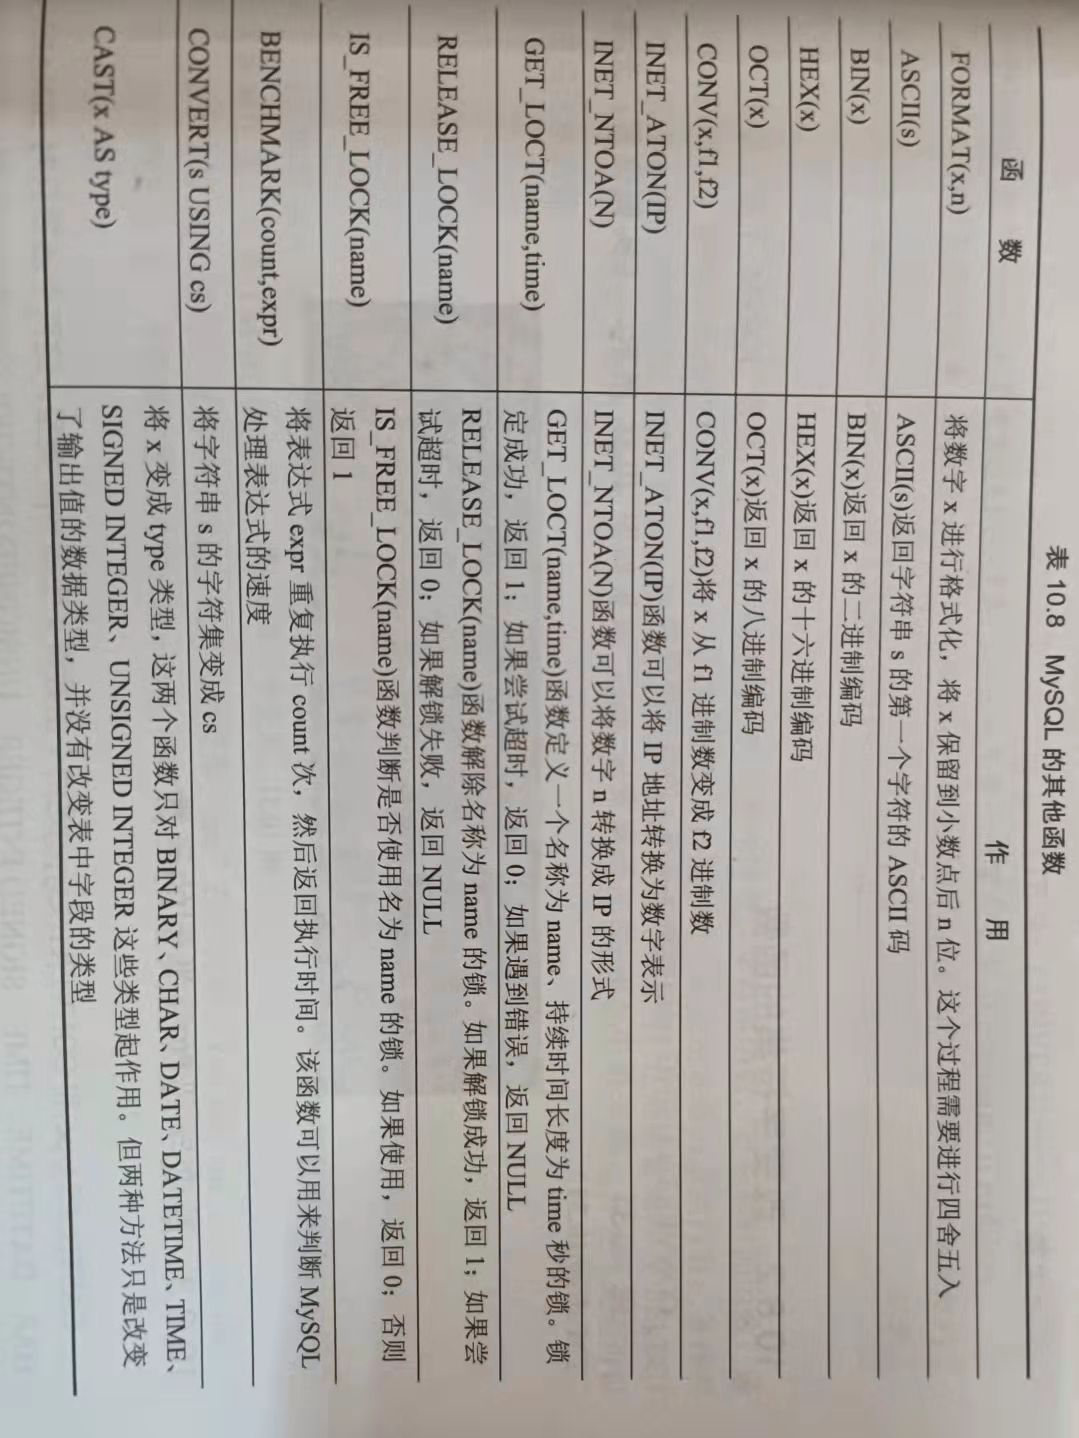 表 10.8 MySQL 的其他函数
函 数 作 用
FORMAT(x,n) 将数字 x 进行格式化，将 x 保留到小数点后 n 位。这个过程需要进行四舍五入
ASCII(s) ASCII(s)返回字符串 s 的第一个字符的 ASCII 码
BIN(x) BIN(x)返回 x 的二进制编码
HEX(x) HEX(x)返回 x 的十六进制编码
OCT(x) OCT(x)返回 x 的八进制编码
CONV(x,f1,f2) CONV(x,f1,f2)将 x 从 f1 进制数变成 f2 进制数
INET_ATON(IP) INET_ATON(IP)函数可以将 IP 地址转换为数字表示
INET_NTOA(N) INET_NTOA(N)函数可以将数字 n 转换成 IP 的形式
GET_LOCT(name,time) GET_LOCT(name,time)函数定义一个名称为 name、持续时间长度为 time 秒的锁。锁
定成功，返回 1；如果尝试超时，返回 0；如果遇到错误，返回 NULL
RELEASE_LOCK(name) RELEASE_LOCK(name)函数解除名称为 name 的锁。如果解锁成功，返回 1；如果尝
试超时，返回 0；如果解锁失败，返回 NULL
IS_FREE_LOCK(name) IS_FREE_LOCK(name)函数判断是否使用名为 name 的锁。如果使用，返回 0；否则
返回 1
BENCHMARK(count,expr) 将表达式 expr 重复执行 count 次，然后返回执行时间。该函数可以用来判断 MySQL
处理表达式的速度
CONVERT(s USING cs) 将字符串 s 的字符集变成 cs
CAST(x AS type) 将 x 变成 type 类型，这两个函数只对 BINARY、CHAR、DATE、DATETIME、TIME、
SIGNED INTEGER、UNSIGNED INTEGER 这些类型起作用。但两种方法只是改变
了输出值的数据类型，并没有改变表中字段的类型